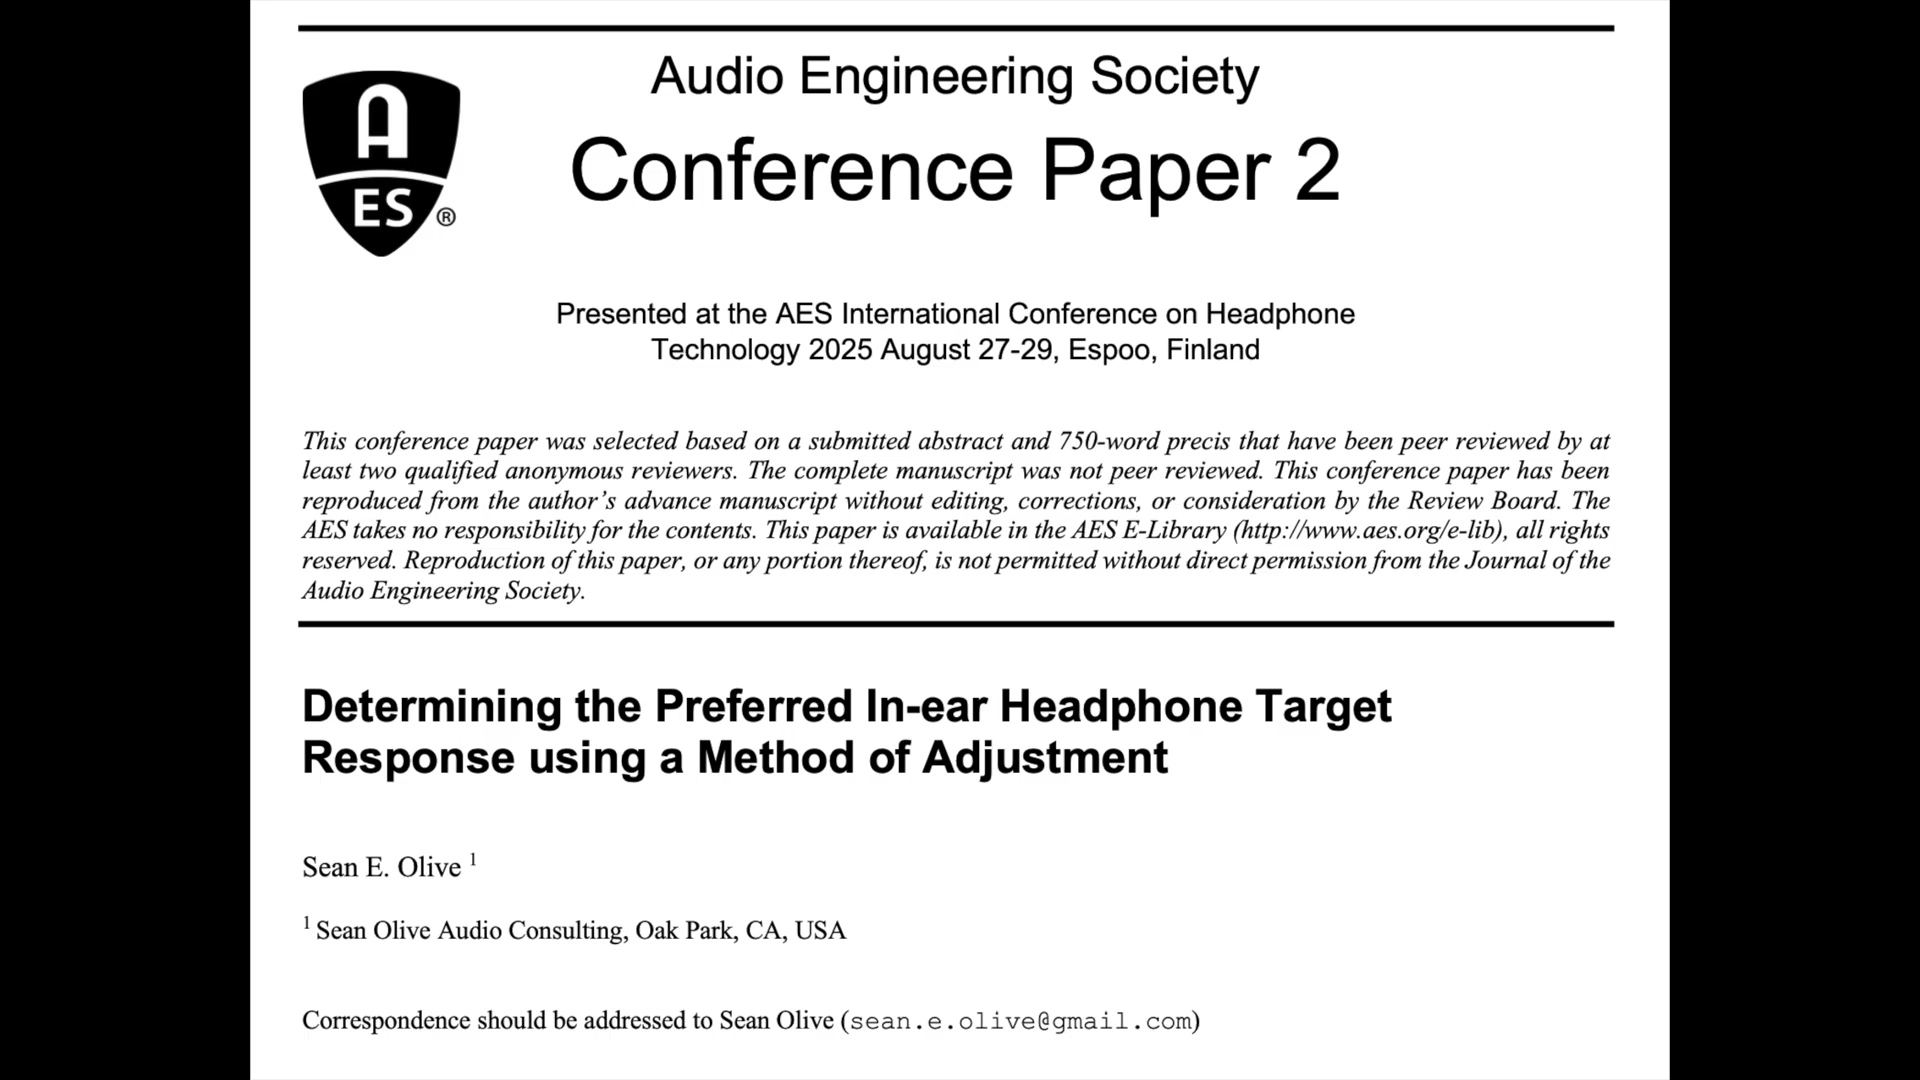 A
ES ®
Audio Engineering Society
Conference Paper 2
Presented at the AES International Conference on Headphone
Technology 2025 August 27-29, Espoo, Finland
This conference paper was selected based on a submitted abstract and 750-word precis that have been peer reviewed by at
least two qualified anonymous reviewers. The complete manuscript was not peer reviewed. This conference paper has been
reproduced from the author’s advance manuscript without editing, corrections, or consideration by the Review Board. The
AES takes no responsibility for the contents. This paper is available in the AES E-Library (http://www.aes.org/e-lib), all rights
reserved. Reproduction of this paper, or any portion thereof, is not permitted without direct permission from the Journal of the
Audio Engineering Society.
Determining the Preferred In-ear Headphone Target
Response using a Method of Adjustment
Sean E. Olive 1
1 Sean Olive Audio Consulting, Oak Park, CA, USA
Correspondence should be addressed to Sean Olive (sean.e.olive@gmail.com)